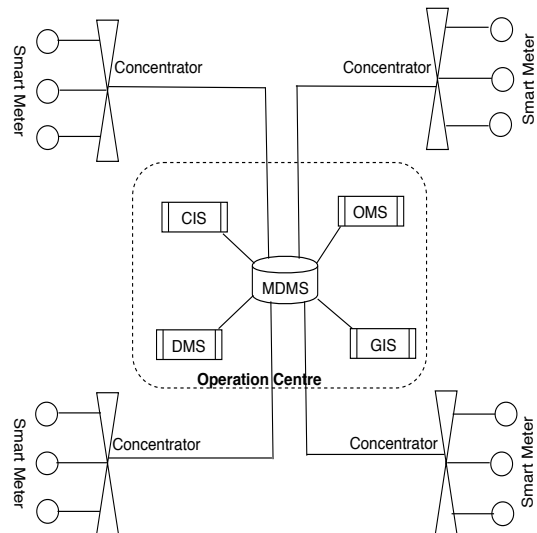 Smart Meter
Concentrator
Concentrator
Smart Meter
CIS
OMS
MDMS
DMS
GIS
Operation Centre
Smart Meter
Concentrator
Concentrator
Smart Meter